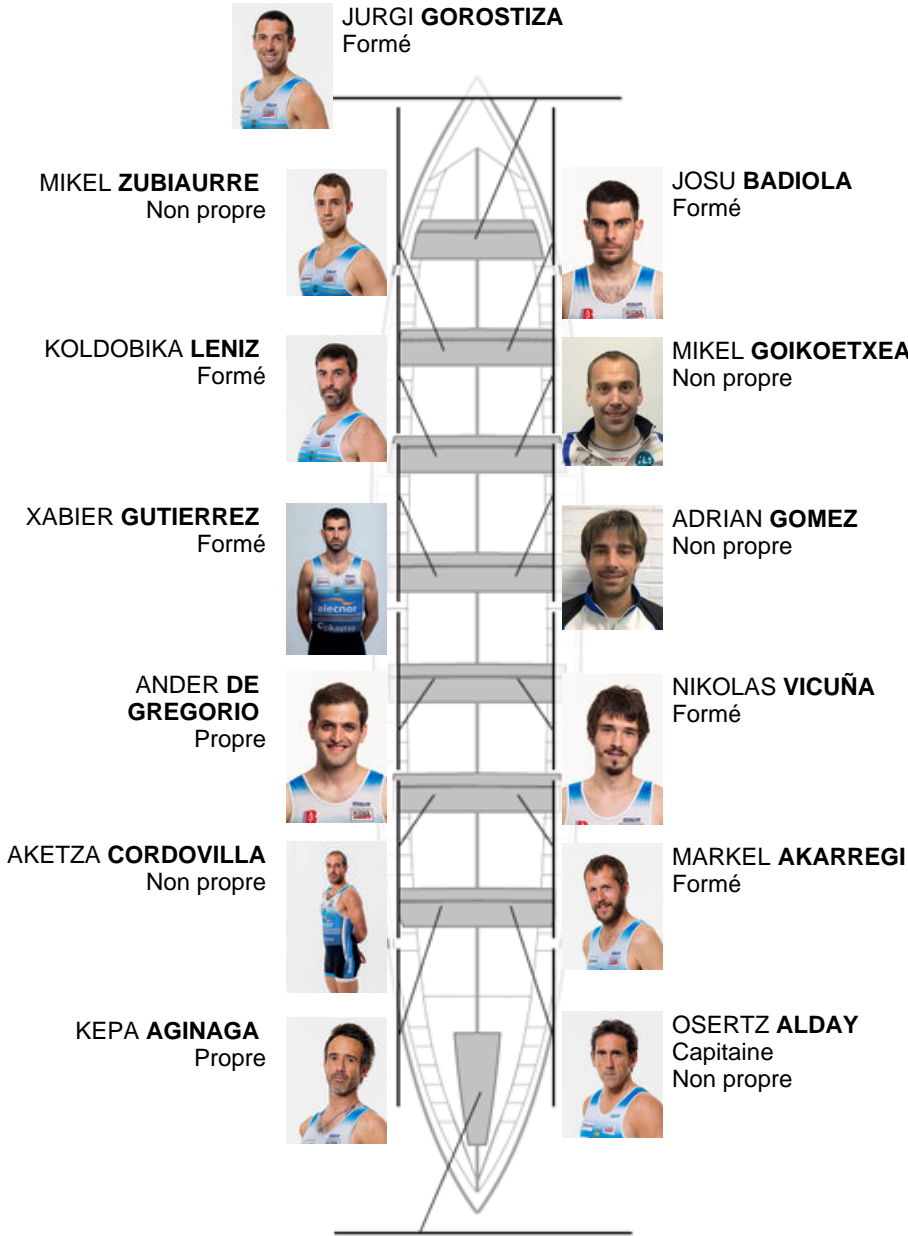 JURGI GOROSTIZA
Formé
MIKEL ZUBIAURRE
Non propre
JOSU BADIOLA
Formé
KOLDOBIKA LENIZ
Formé
MIKEL GOIKOETXEA
Non propre
XABIER GUTIERREZ
Formé
elecnor
ADRIAN GOMEZ
Non propre
ANDER DE
GREGORIO
Propre
NIKOLAS VICUÑA
Formé
AKETZA CORDOVILLA
Non propre
MARKEL AKARREGI
Formé
KEPA AGINAGA
Propre
OSERTZ ALDAY
Capitaine
Non propre